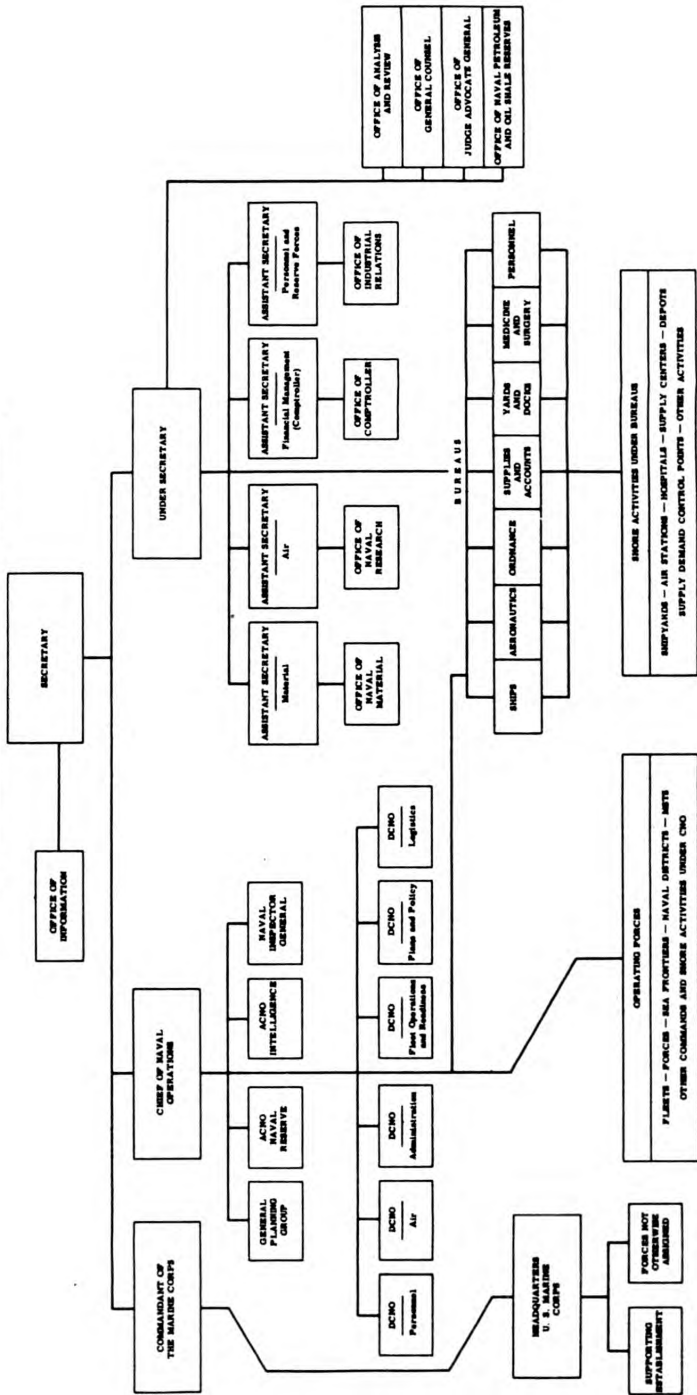 SECRETARY
OFFICE OF
INFORMATION
COMMANDANT OF
THE MARINE CORPS
CHIEF OF NAVAL
OPERATIONS
UNDER SECRETARY
GENERAL
PLANNING
GROUP
ACNO
NAVAL
RESERVE
ACNO
INTELLIGENCE
NAVAL
INSPECTOR
GENERAL
ASSISTANT SECRETARY
Material
ASSISTANT SECRETARY
Air
ASSISTANT SECRETARY
Financial Management
(Comptroller)
ASSISTANT SECRETARY
Personnel and
Reserve Forces
OFFICE OF
NAVAL
MATERIAL
OFFICE OF
NAVAL
RESEARCH
OFFICE OF
COMPTROLLER
OFFICE OF
INDUSTRIAL
RELATIONS
OFFICE OF ANALYSIS
AND REVIEW
OFFICE OF
GENERAL COUNSEL
OFFICE OF
JUDGE ADVOCATE GENERAL
OFFICE OF NAVAL PETROLEUM
AND OIL SHALE RESERVES
DCNO
Personnel
DCNO
Air
DCNO
Administration
DCNO
Fleet Operations
and Readiness
DCNO
Plans and Policy
DCNO
Logistics
BUREAUS
SHIPS
AERONAUTICS
ORDNANCE
SUPPLIES
AND
ACCOUNTS
YARDS
AND
DOCKS
MEDICINE
AND
SURGERY
PERSONNEL
HEADQUARTERS
U. S. MARINE
CORPS
SUPPORTING
ESTABLISHMENT
FORCES NOT
OTHERWISE
ASSIGNED
OPERATING FORCES
FLEETS — FORCES — SEA FRONTIERS — NAVAL DISTRICTS — MSTS
OTHER COMMANDS AND SHORE ACTIVITIES UNDER CNO
SHORE ACTIVITIES UNDER BUREAUS
SHIPYARDS — AIR STATIONS — HOSPITALS — SUPPLY CENTERS — DEPOTS
SUPPLY DEMAND CONTROL POINTS — OTHER ACTIVITIES